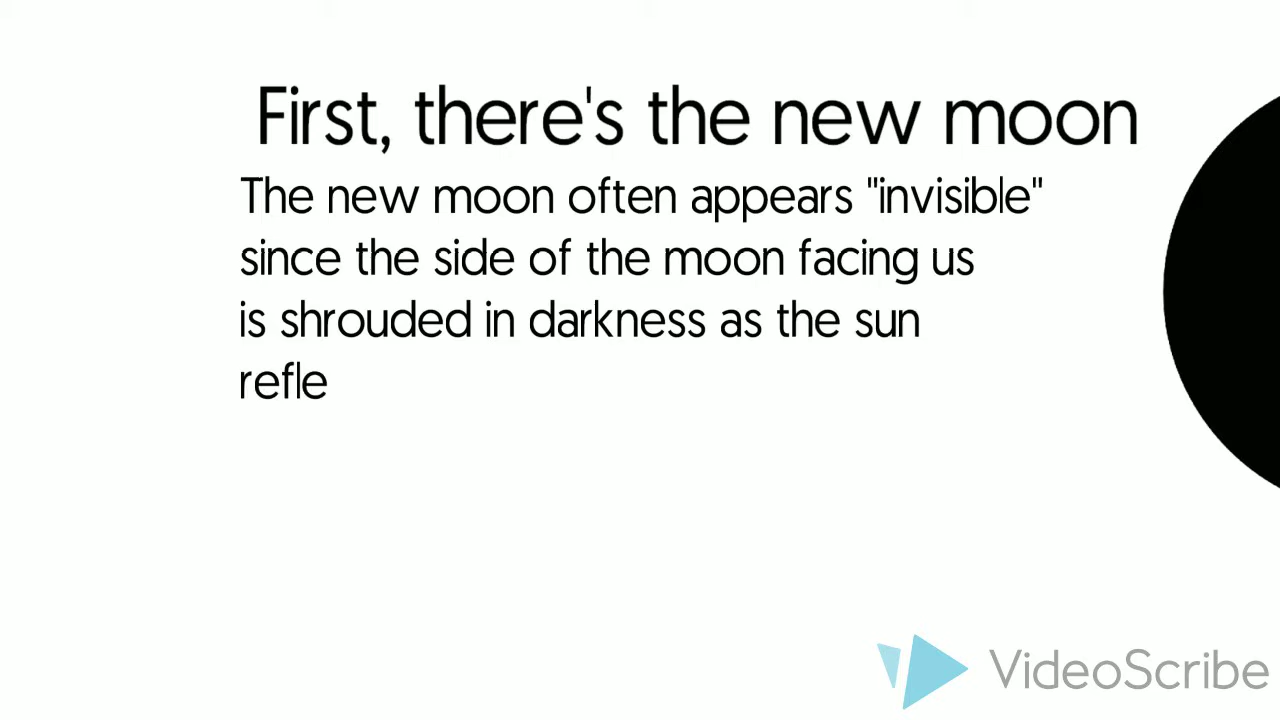 First, there's the new moon
The new moon often appears "invisible"
since the side of the moon facing us
is shrouded in darkness as the sun
refle
VideoScribe